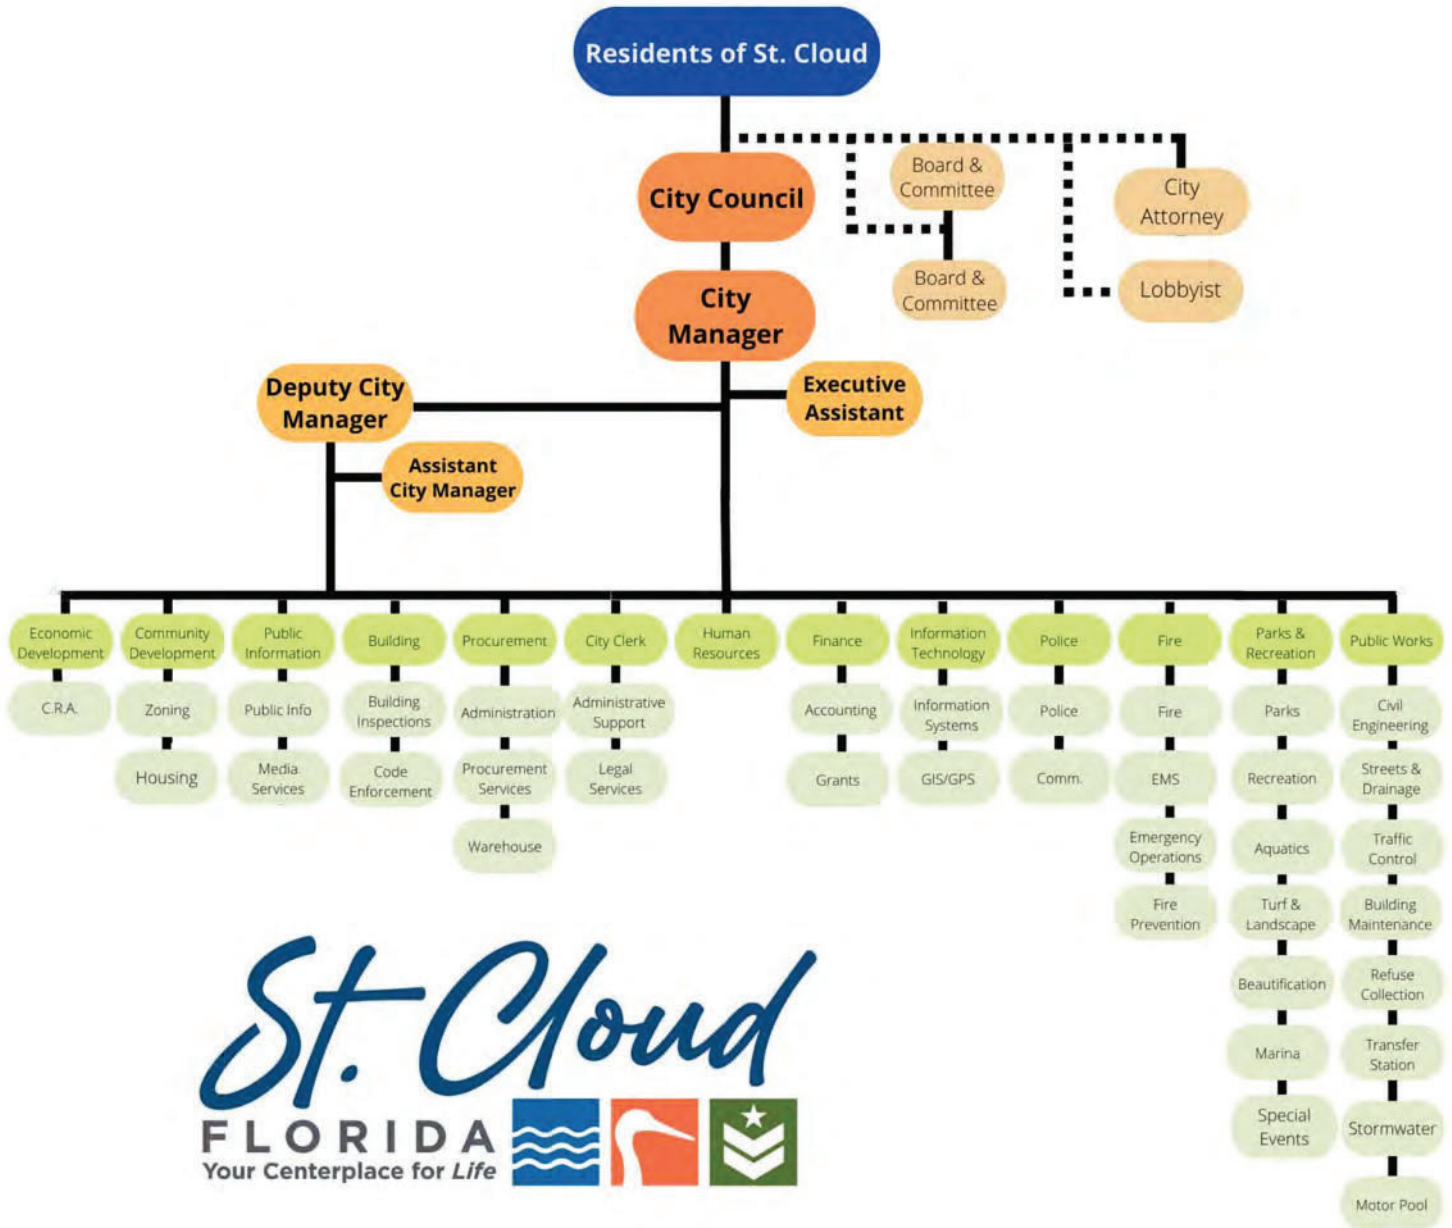 Residents of St. Cloud
City Council
Board &
Committee
City
Attorney
Board &
Committee
Lobbyist
City
Manager
Deputy City
Manager
Executive
Assistant
Assistant
City Manager
Economic
Development
Community
Development
Public
Information
Building
Procurement
City Clerk
Human
Resources
Finance
Information
Technology
Police
Fire
Parks &
Recreation
Public Works
C.R.A.
Zoning
Housing
Public Info
Media
Services
Building
Inspections
Code
Enforcement
Administration
Procurement
Services
Warehouse
Administrative
Support
Legal
Services
Accounting
Grants
Information
Systems
GIS/GPS
Police
Comm.
Fire
EMS
Emergency
Operations
Fire
Prevention
Parks
Recreation
Aquatics
Turf &
Landscape
Beautification
Marina
Special
Events
Civil
Engineering
Streets &
Drainage
Traffic
Control
Building
Maintenance
Refuse
Collection
Transfer
Station
Stormwater
Motor Pool
St. Cloud
FLORIDA
Your Centerplace for Life